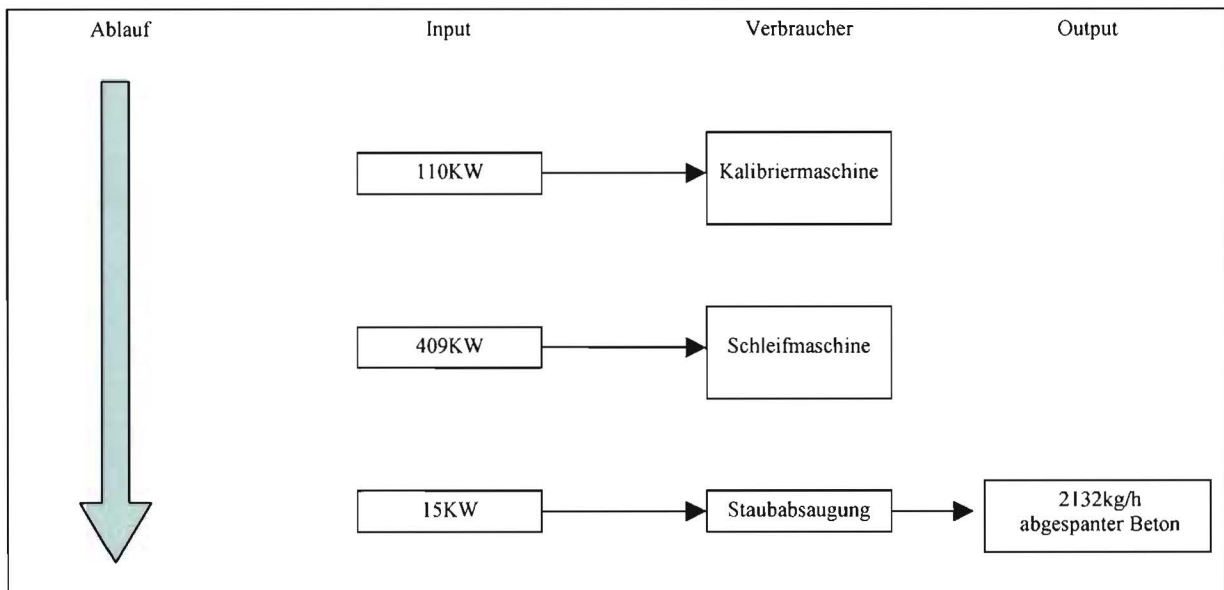 Ablauf Input Verbraucher Output
110KW Kalibriermaschine
409KW Schleifmaschine
15KW Staubabsaugung 2132kg/h
abgespanter Beton